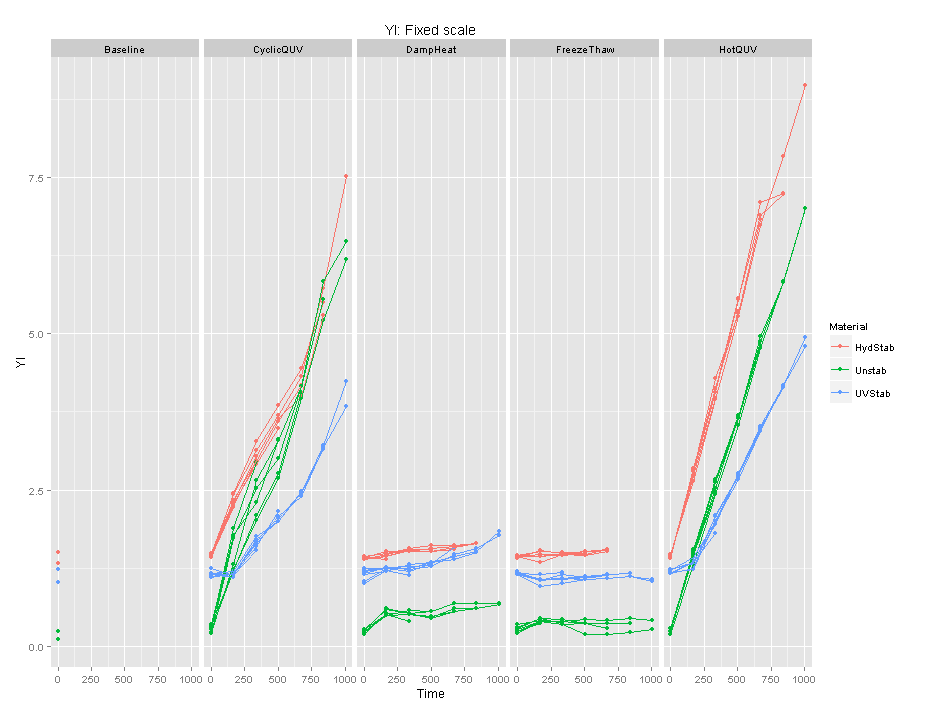 YI: Fixed scale
Baseline CyclicQUV DampHeat FreezeThaw HotQUV
7.5
5.0
2.5
0.0
YI
0 250 500 750 1000 0 250 500 750 1000 0 250 500 750 1000 0 250 500 750 1000 0 250 500 750 1000
Time
Material
HydStab
Unstab
UVStab